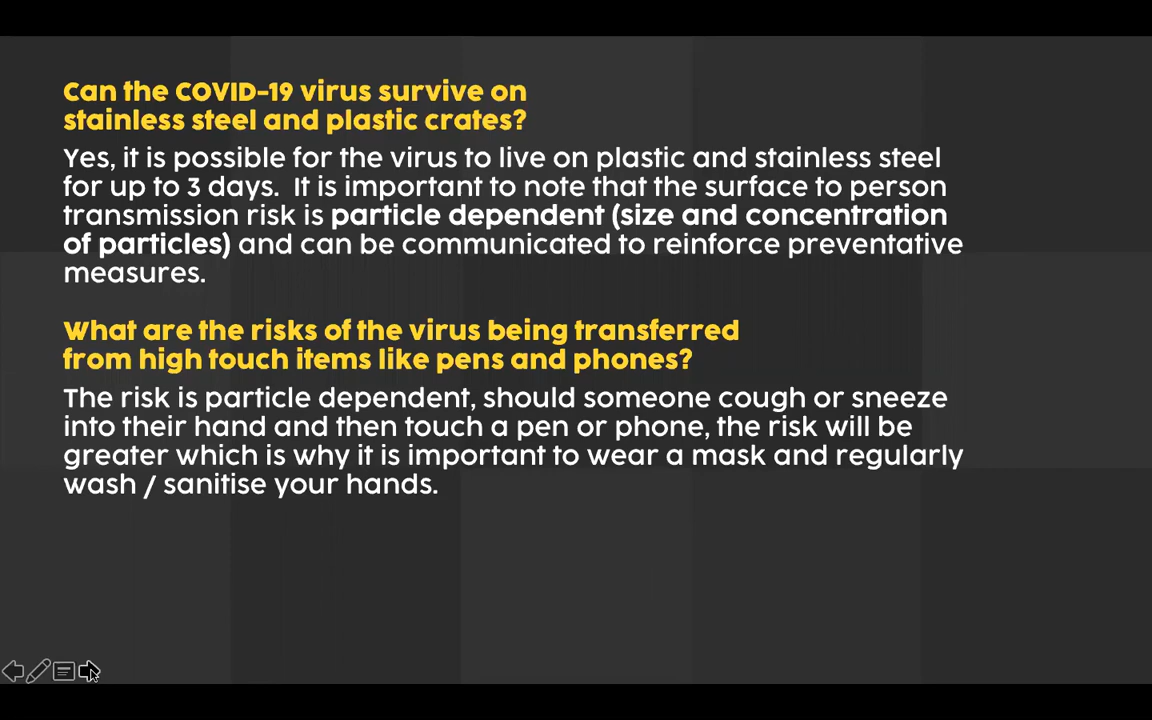 Can the COVID-19 virus survive on
stainless steel and plastic crates?
Yes, it is possible for the virus to live on plastic and stainless steel
for up to 3 days.  It is important to note that the surface to person
transmission risk is particle dependent (size and concentration
of particles) and can be communicated to reinforce preventative
measures.
What are the risks of the virus being transferred
from high touch items like pens and phones?
The risk is particle dependent, should someone cough or sneeze
into their hand and then touch a pen or phone, the risk will be
greater which is why it is important to wear a mask and regularly
wash / sanitise your hands.